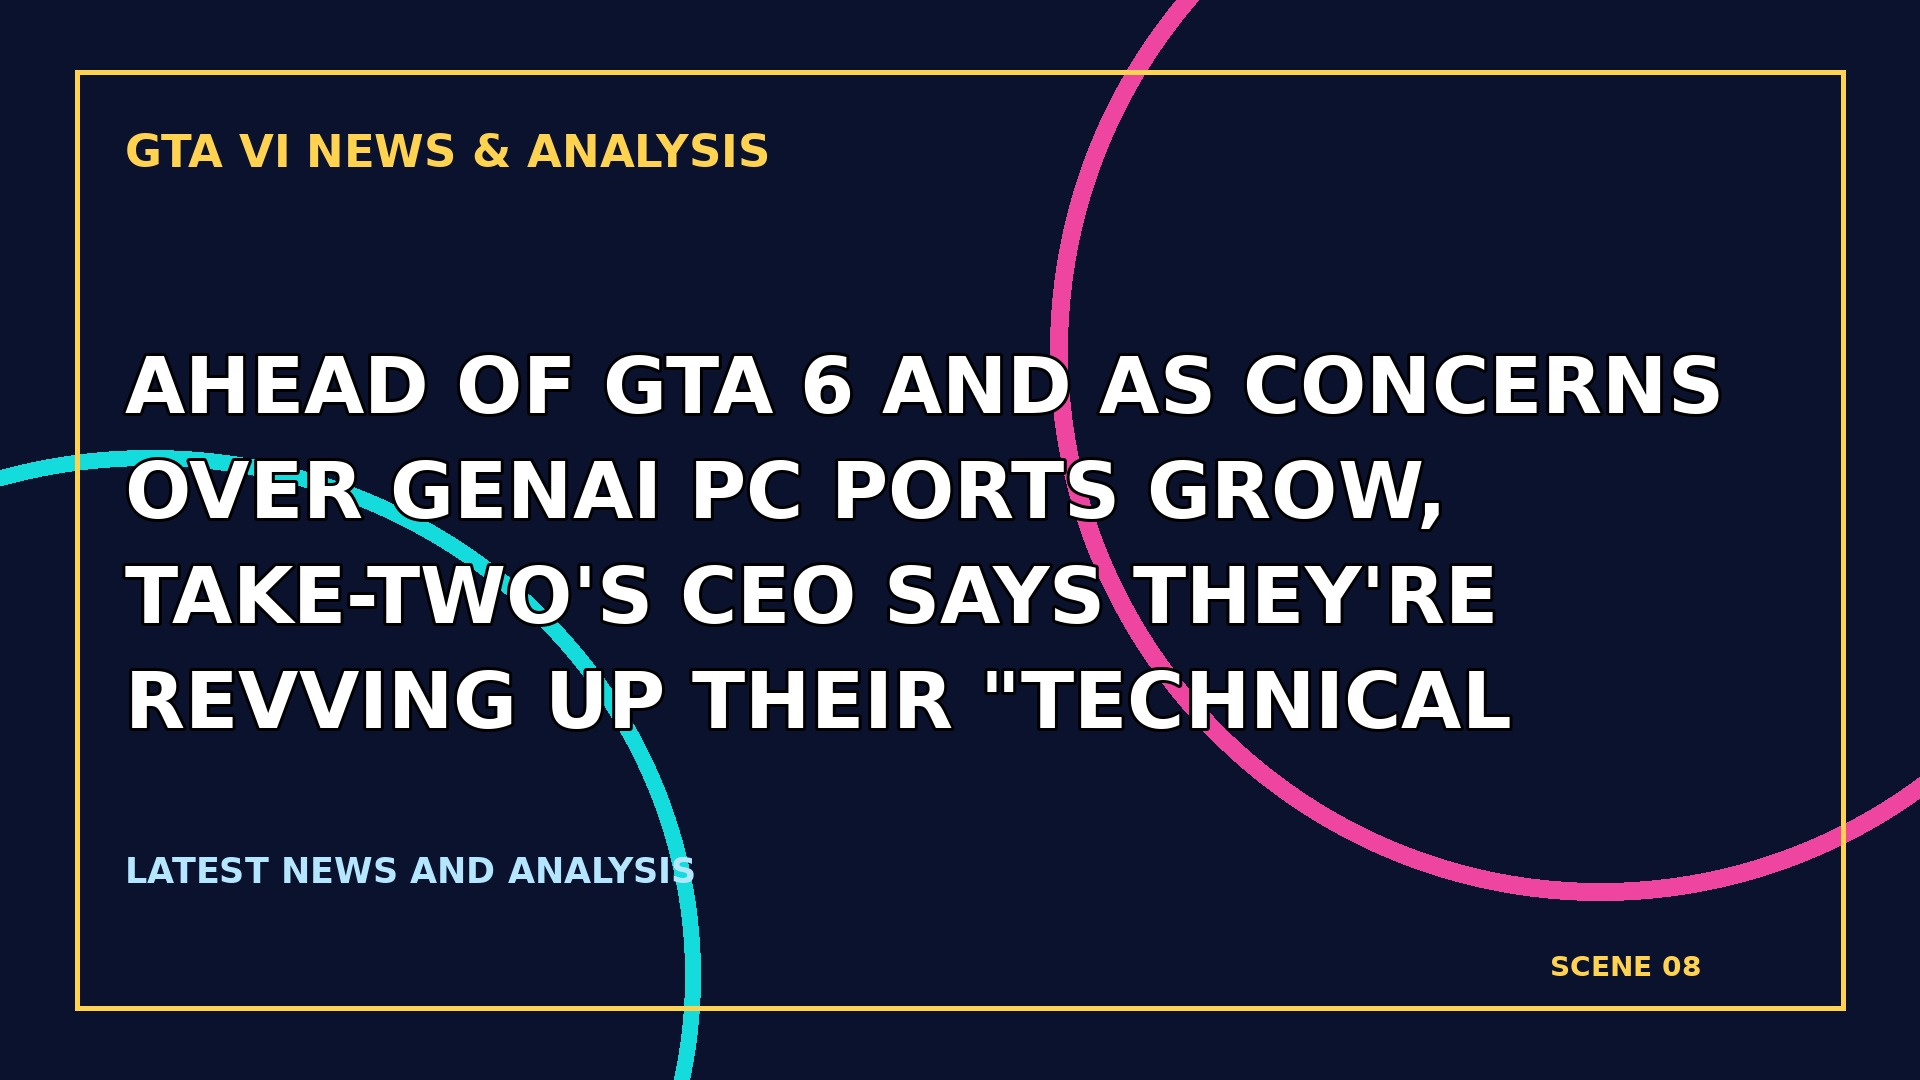 GTA VI NEWS & ANALYSIS
AHEAD OF GTA 6 AND AS CONCERNS
OVER GENAI PC PORTS GROW,
TAKE-TWO'S CEO SAYS THEY'RE
REVVING UP THEIR "TECHNICAL
LATEST NEWS AND ANALYSIS
SCENE 08